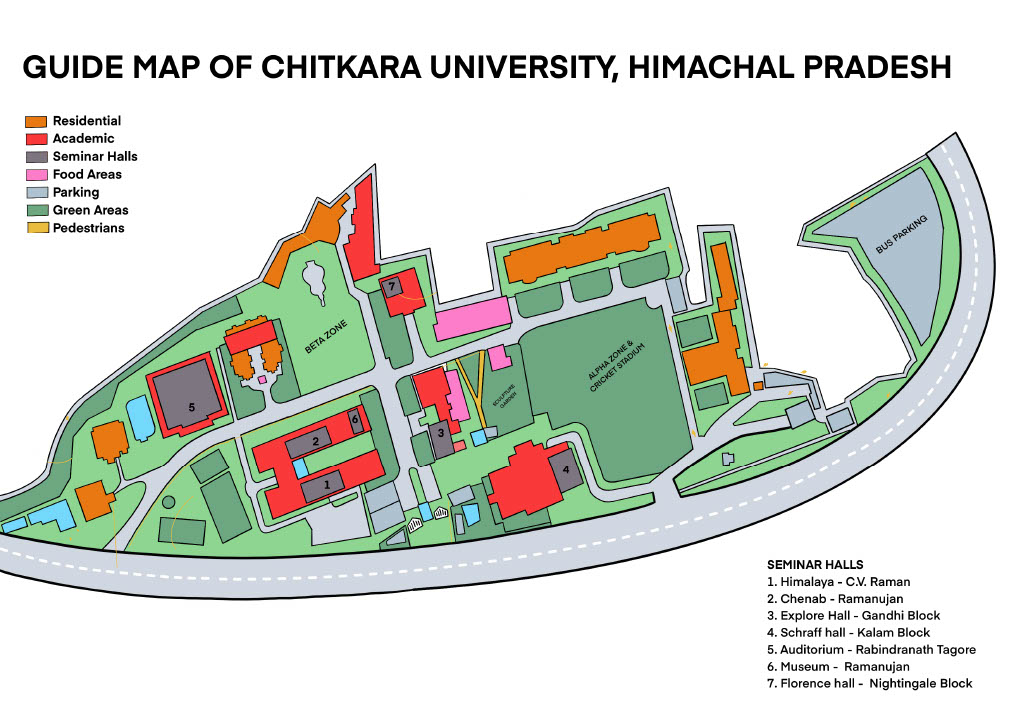 GUIDE MAP OF CHITKARA UNIVERSITY, HIMACHAL PRADESH
Residential
Academic
Seminar Halls
Food Areas
Parking
Green Areas
Pedestrians
BUS PARKING
7
BETA ZONE
ALPHA ZONE &
CRICKET STADIUM
SCULPTURE
GARDEN
5
6
2
3
4
1
SEMINAR HALLS
1. Himalaya - C.V. Raman
2. Chenab - Ramanujan
3. Explore Hall - Gandhi Block
4. Schraff hall - Kalam Block
5. Auditorium - Rabindranath Tagore
6. Museum - Ramanujan
7. Florence hall - Nightingale Block